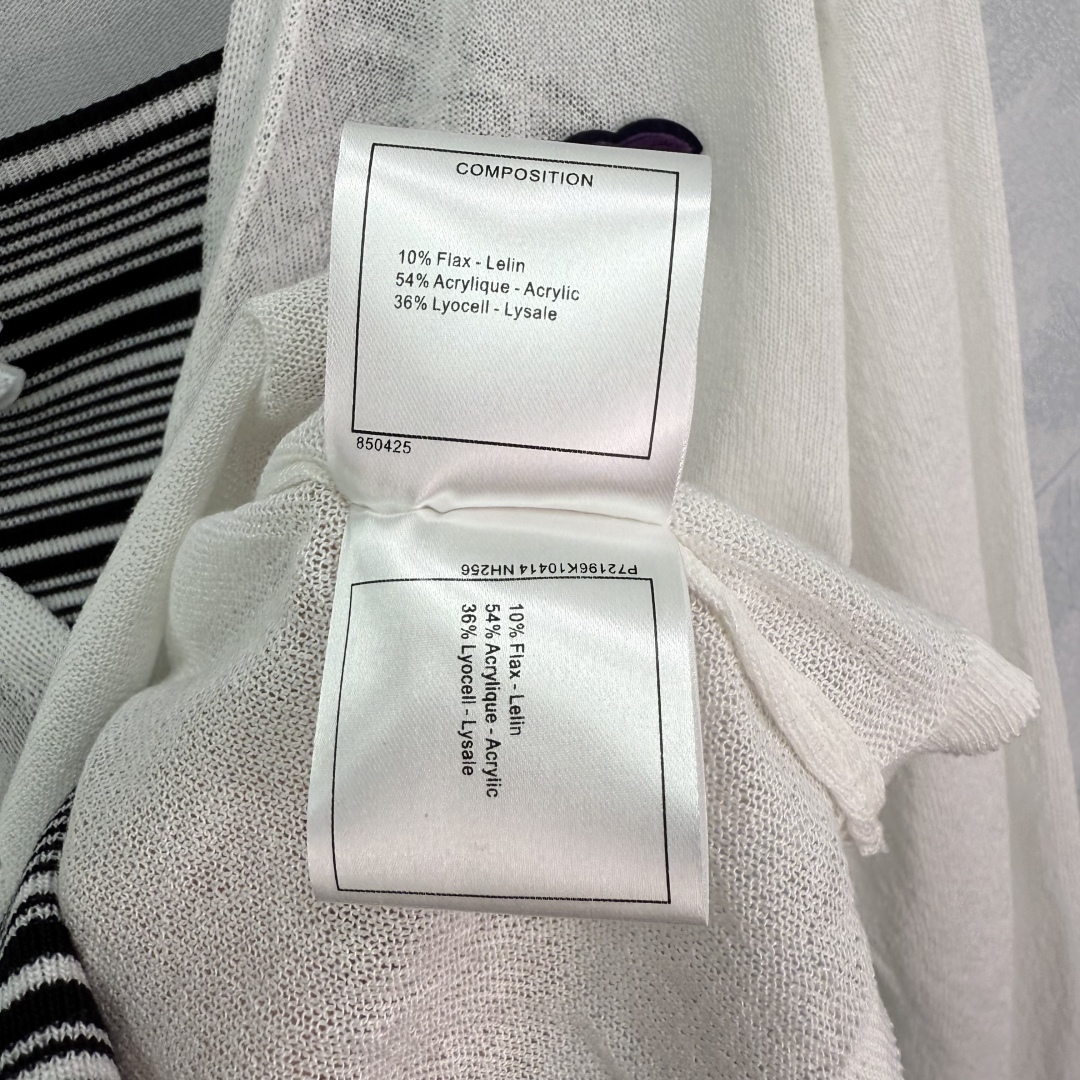 COMPOSITION
10% Flax - Lelin
54% Acrylique - Acrylic
36% Lyocell - Lysale
850425
P72196K10414 NH256
10% Flax - Lelin
54% Acrylique - Acrylic
36% Lyocell - Lysale